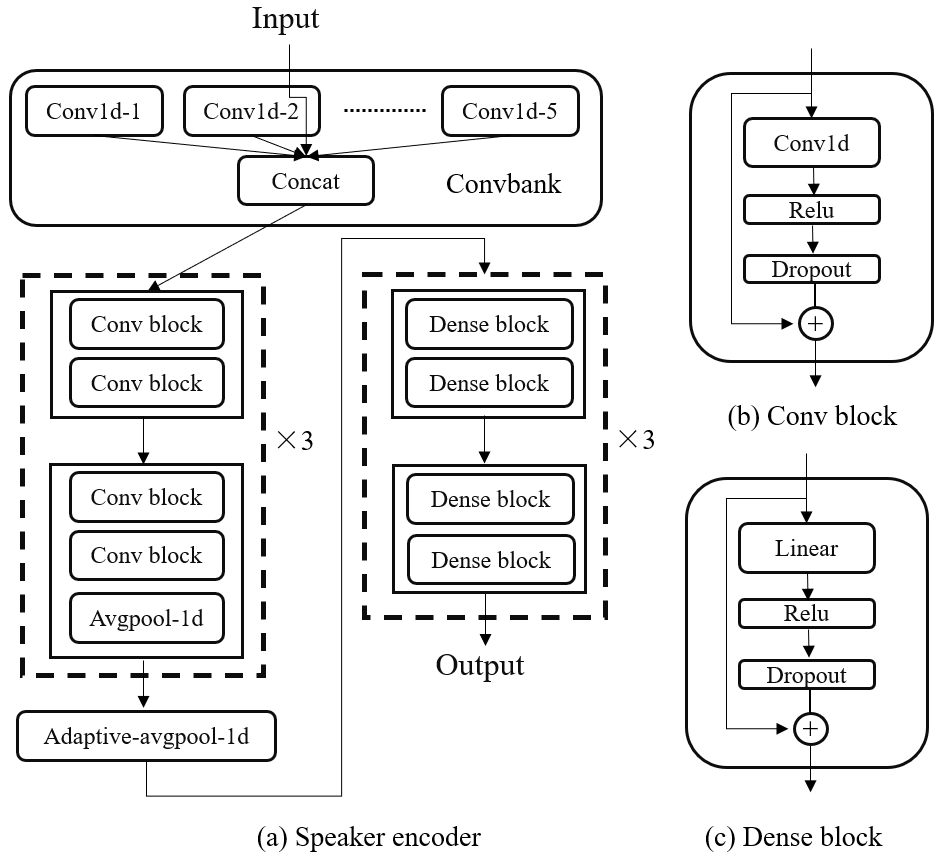 Input
Conv1d-1
Conv1d-2
Conv1d-5
Concat
Convbank
Conv block
Conv block
×3
Conv block
Conv block
Avgpool-1d
Adaptive-avgpool-1d
Dense block
Dense block
×3
Dense block
Dense block
Output
(a) Speaker encoder
Conv1d
Relu
Dropout
+
(b) Conv block
Linear
Relu
Dropout
+
(c) Dense block